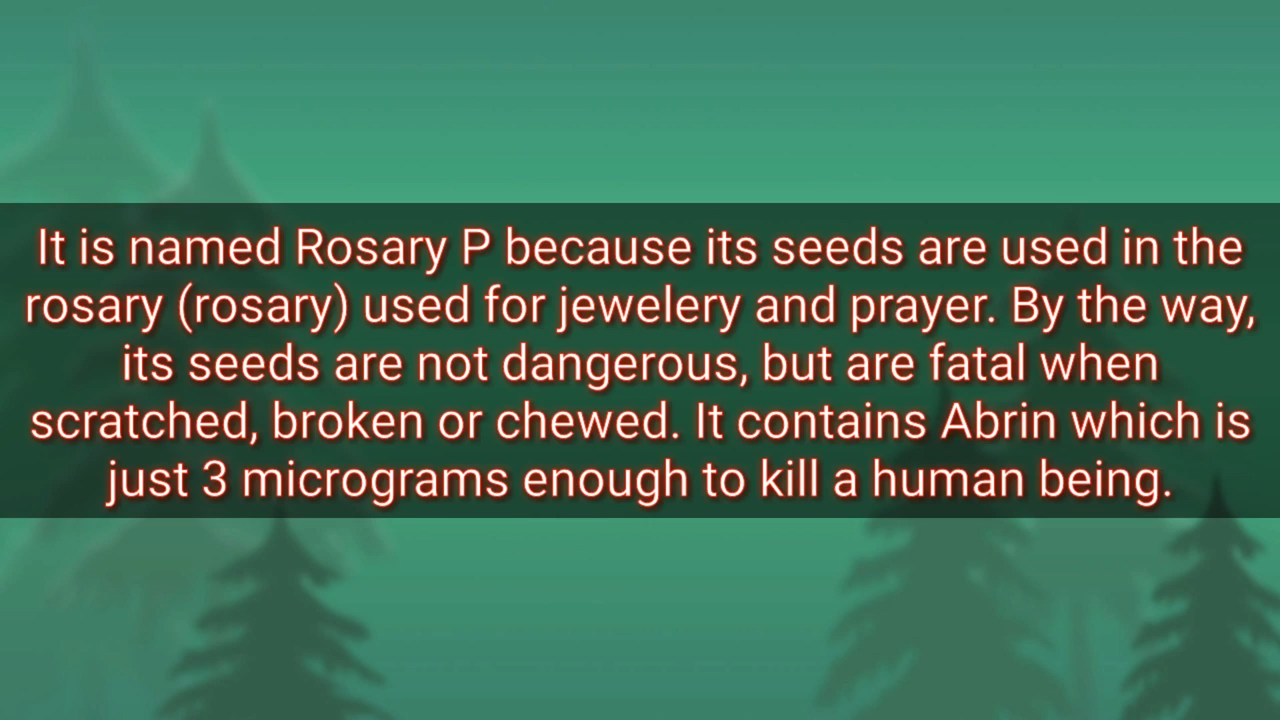 It is named Rosary P because its seeds are used in the
rosary (rosary) used for jewelery and prayer. By the way,
its seeds are not dangerous, but are fatal when
scratched, broken or chewed. It contains Abrin which is
just 3 micrograms enough to kill a human being.